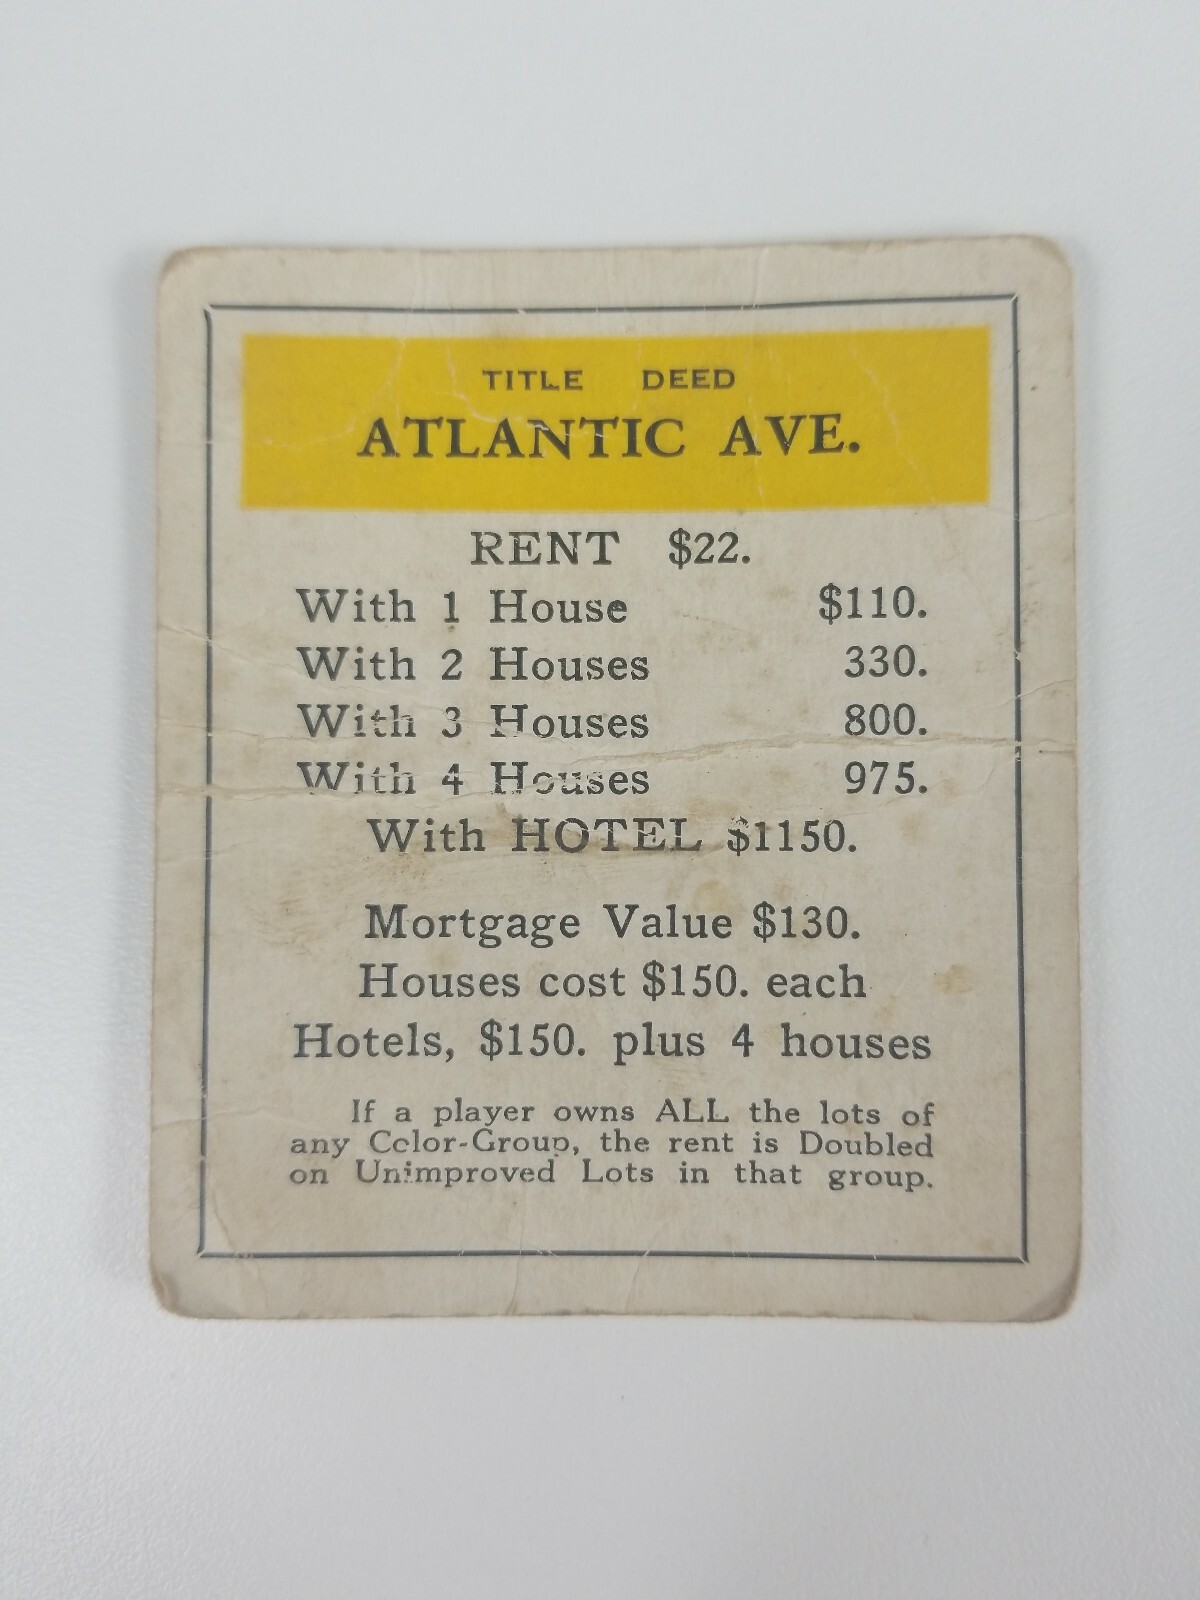 TITLE DEED
ATLANTIC AVE.
RENT $22.
With 1 House $110.
With 2 Houses 330.
With 3 Houses 800.
With 4 Houses 975.
With HOTEL $1150.
Mortgage Value $130.
Houses cost $150. each
Hotels, $150. plus 4 houses
If a player owns ALL the lots of
any Color-Group, the rent is Doubled
on Unimproved Lots in that group.